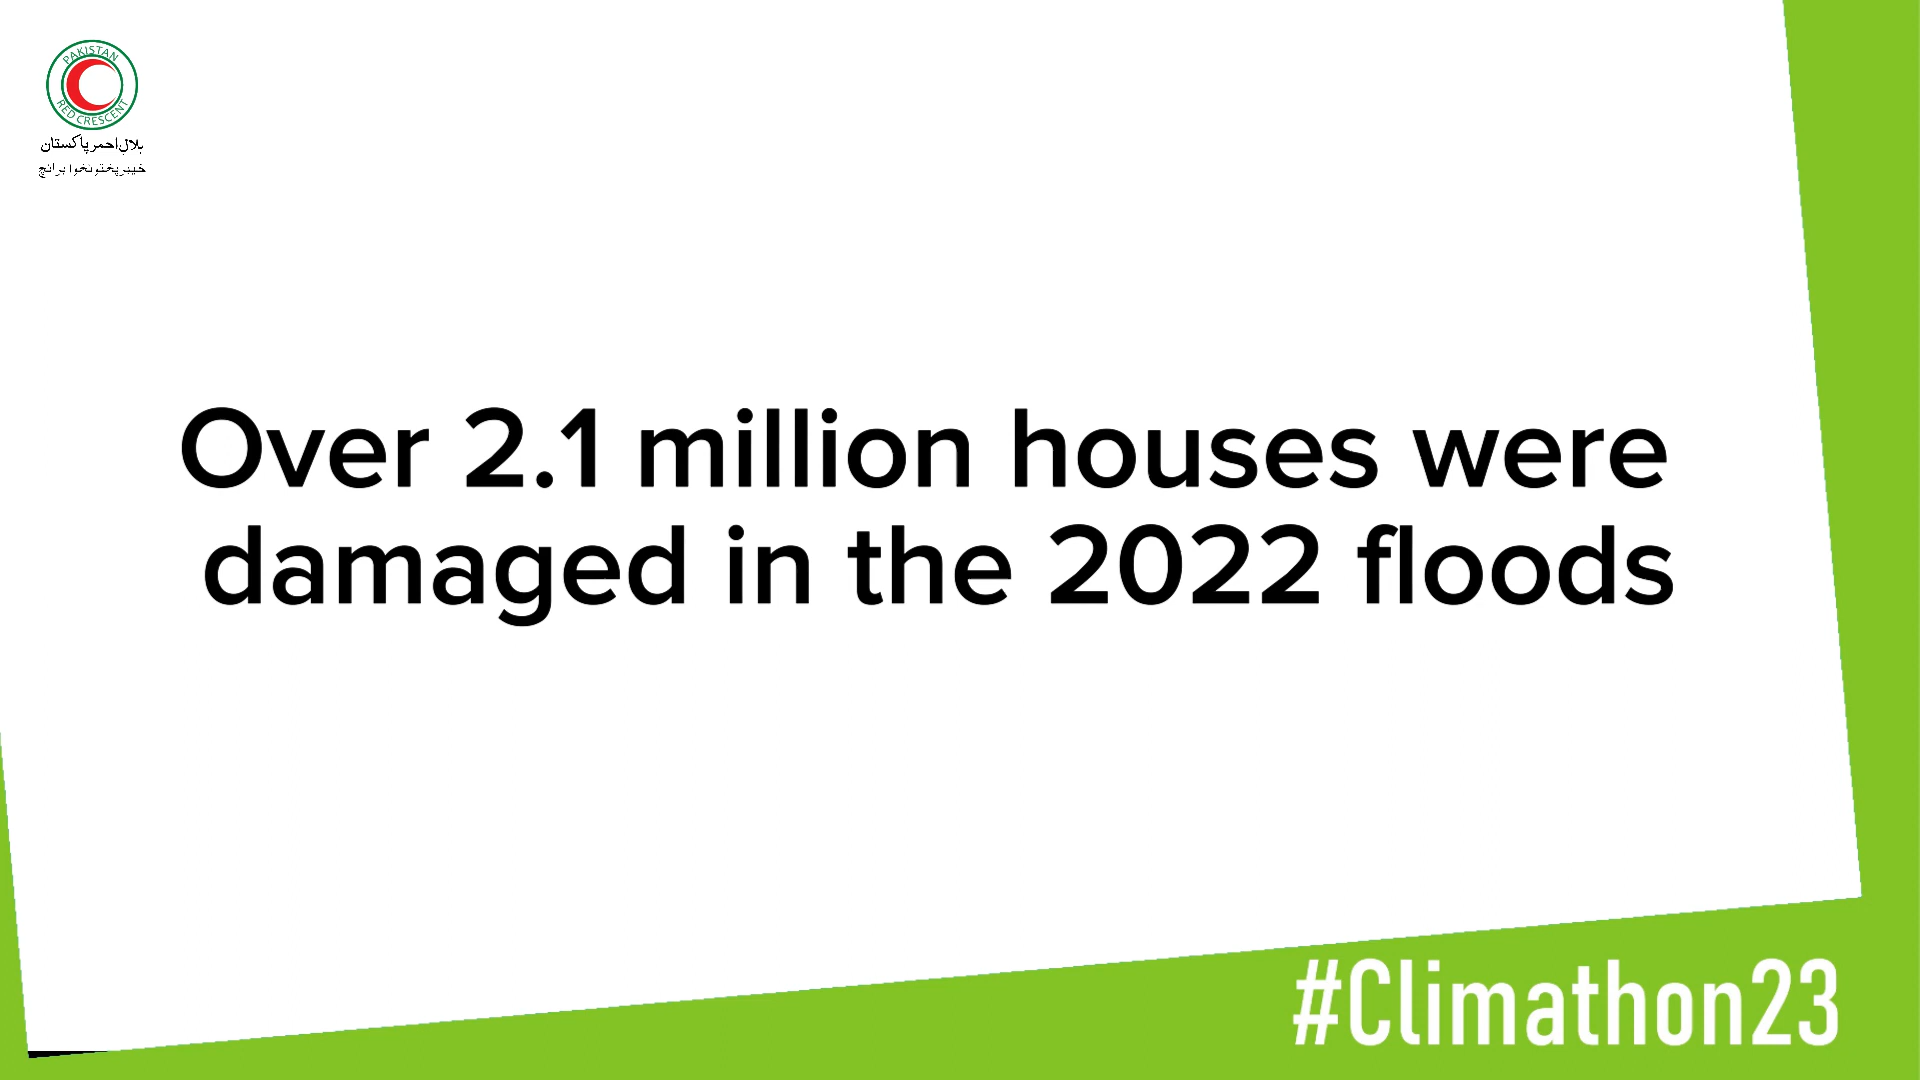 PAKISTAN
RED CRESCENT
ہلال احمر پاکستان
خیبر پختونخوا برانچ
Over 2.1 million houses were
damaged in the 2022 floods
#Climathon23